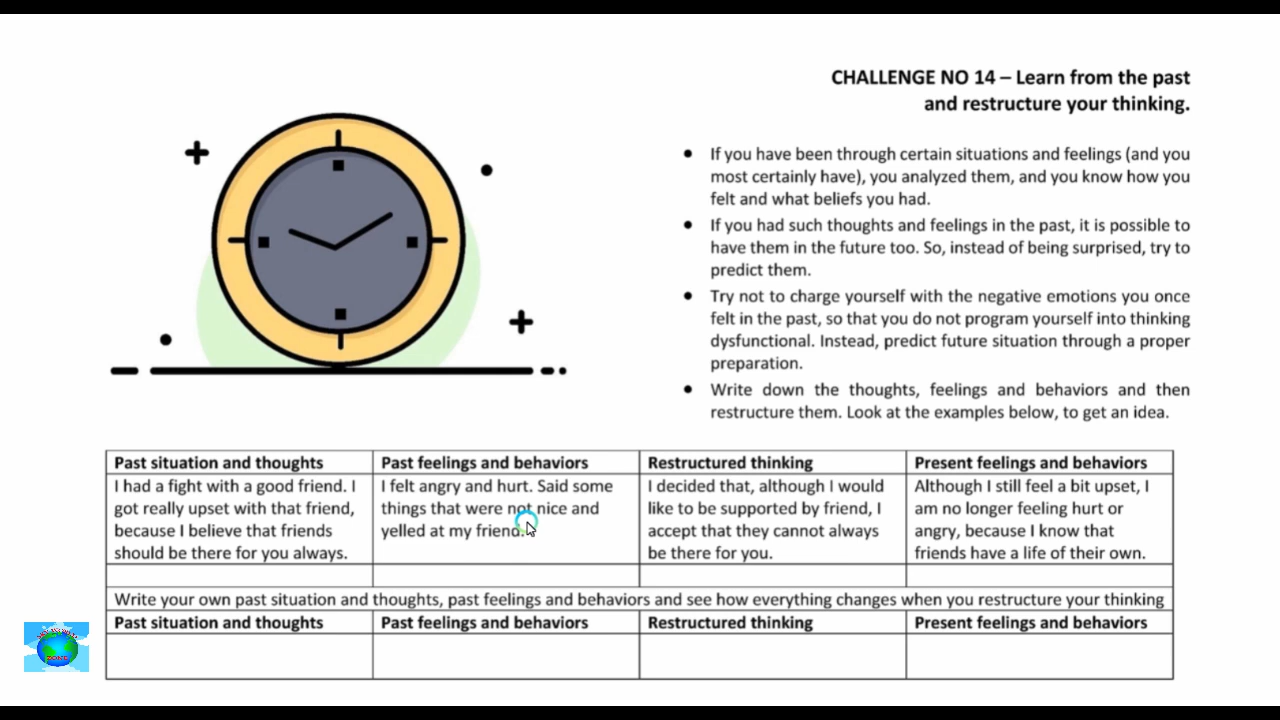 CHALLENGE NO 14 – Learn from the past
and restructure your thinking.
● If you have been through certain situations and feelings (and you
most certainly have), you analyzed them, and you know how you
felt and what beliefs you had.
● If you had such thoughts and feelings in the past, it is possible to
have them in the future too. So, instead of being surprised, try to
predict them.
● Try not to charge yourself with the negative emotions you once
felt in the past, so that you do not program yourself into thinking
dysfunctional. Instead, predict future situation through a proper
preparation.
● Write down the thoughts, feelings and behaviors and then
restructure them. Look at the examples below, to get an idea.
Past situation and thoughts
Past feelings and behaviors
Restructured thinking
Present feelings and behaviors
I had a fight with a good friend. I
got really upset with that friend,
because I believe that friends
should be there for you always.
I felt angry and hurt. Said some
things that were not nice and
yelled at my friend.
I decided that, although I would
like to be supported by friend, I
accept that they cannot always
be there for you.
Although I still feel a bit upset, I
am no longer feeling hurt or
angry, because I know that
friends have a life of their own.
Write your own past situation and thoughts, past feelings and behaviors and see how everything changes when you restructure your thinking
Past situation and thoughts
Past feelings and behaviors
Restructured thinking
Present feelings and behaviors
ZONE